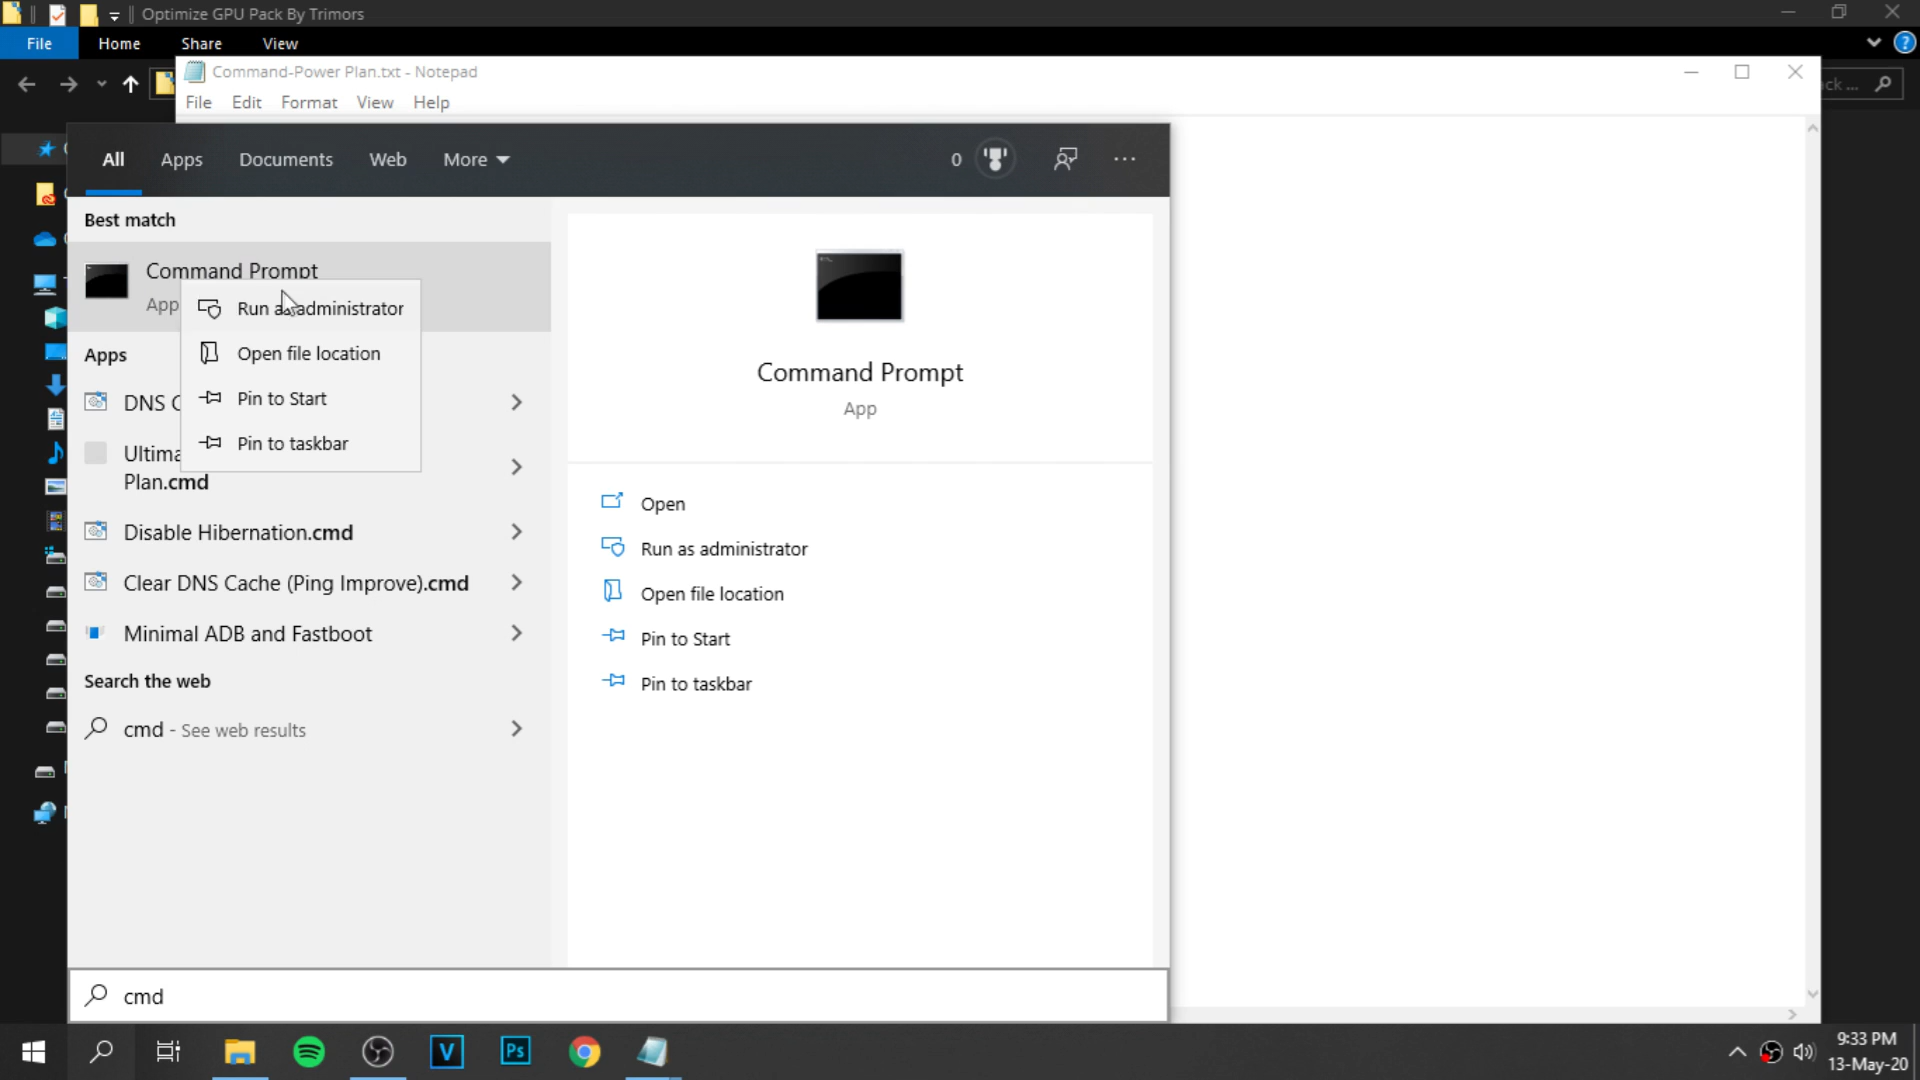 Optimize GPU Pack By Trimors
File
Home
Share
View
Command-Power Plan.txt - Notepad
ck ...
File
Edit
Format
View
Help
All
Apps
Documents
Web
More
0
Best match
Command Prompt
App
Run as administrator
Open file location
Pin to Start
Pin to taskbar
Apps
DNS C
Ultima
Plan.cmd
Disable Hibernation.cmd
Clear DNS Cache (Ping Improve).cmd
Minimal ADB and Fastboot
Search the web
cmd - See web results
Command Prompt
App
Open
Run as administrator
Open file location
Pin to Start
Pin to taskbar
cmd
V
Ps
9:33 PM
13-May-20